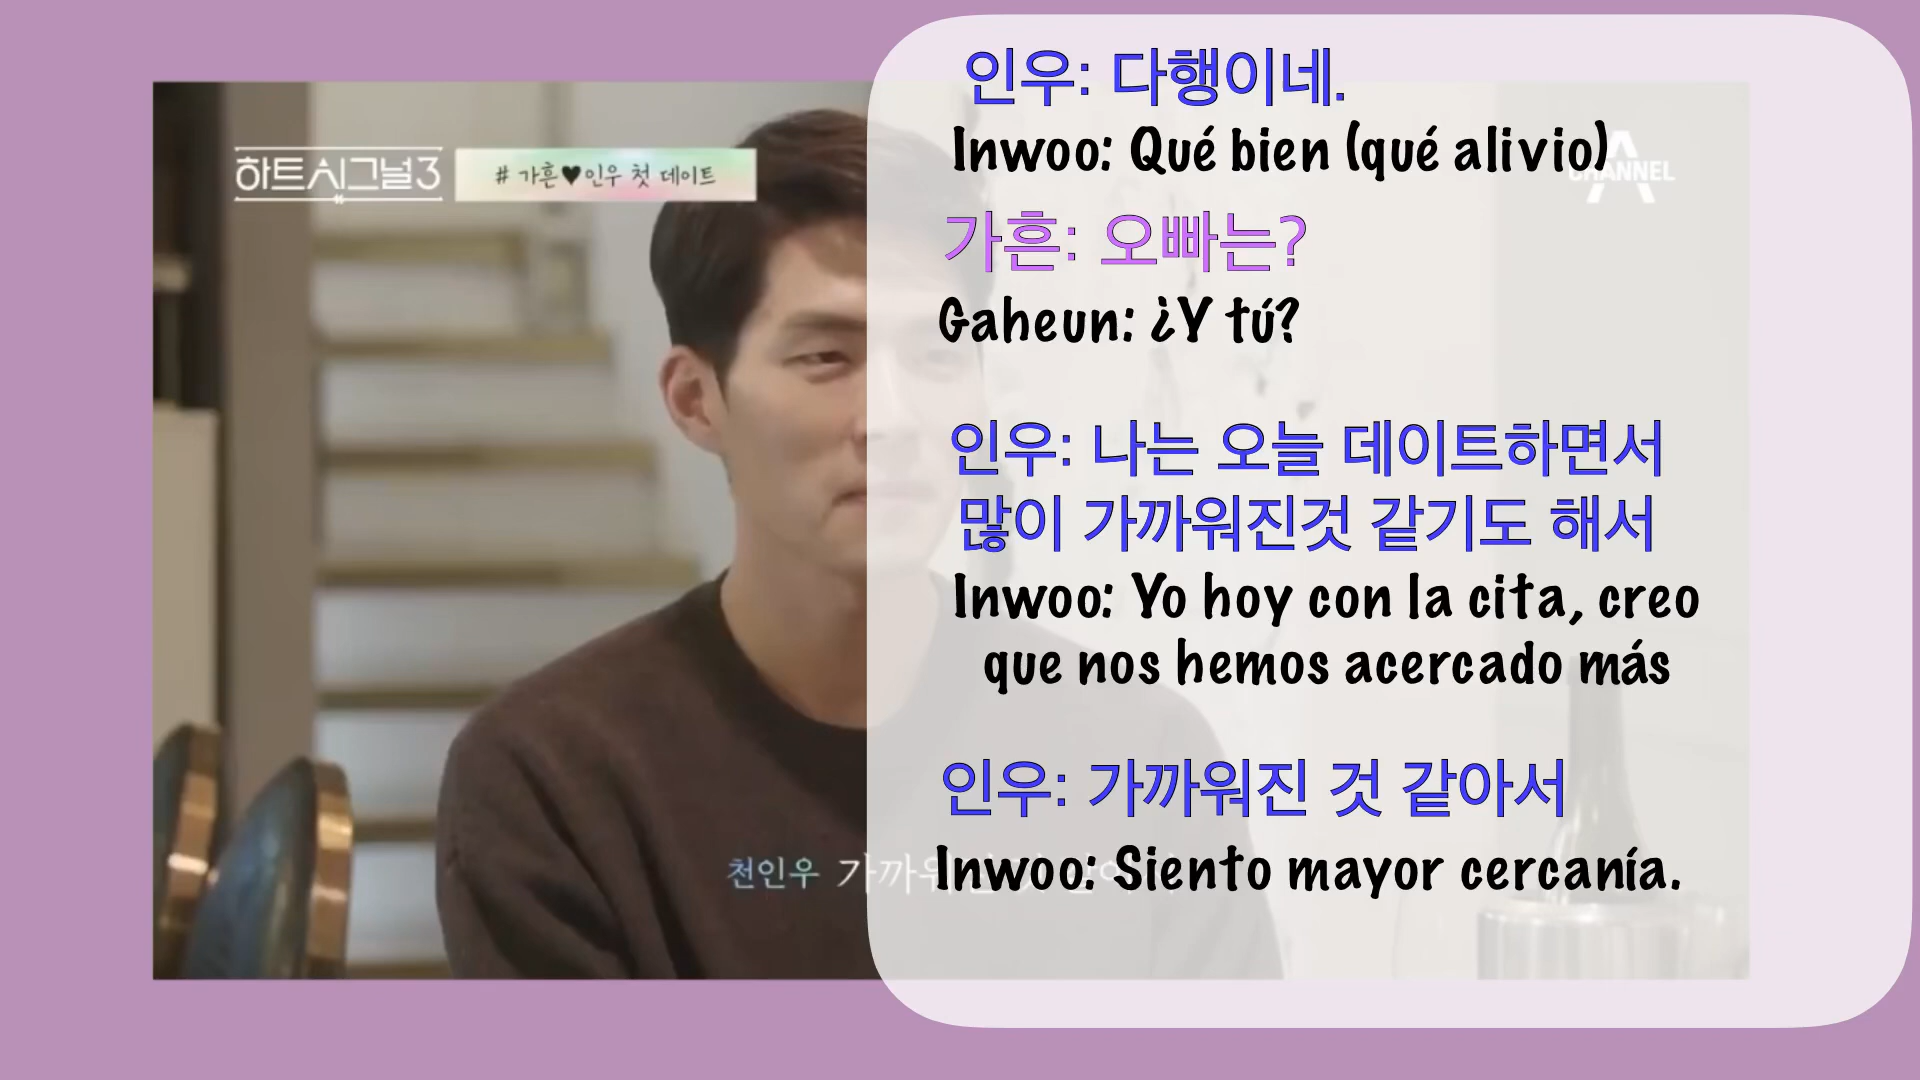 하트시그널3
# 가흔♥인우 첫 데이트
CHANNEL A
인우: 다행이네.
Inwoo: Qué bien (qué alivio)
가흔: 오빠는?
Gaheun: ¿Y tú?
인우: 나는 오늘 데이트하면서
많이 가까워진것 같기도 해서
Inwoo: Yo hoy con la cita, creo
que nos hemos acercado más
인우: 가까워진 것 같아서
Inwoo: Siento mayor cercanía.
천인우